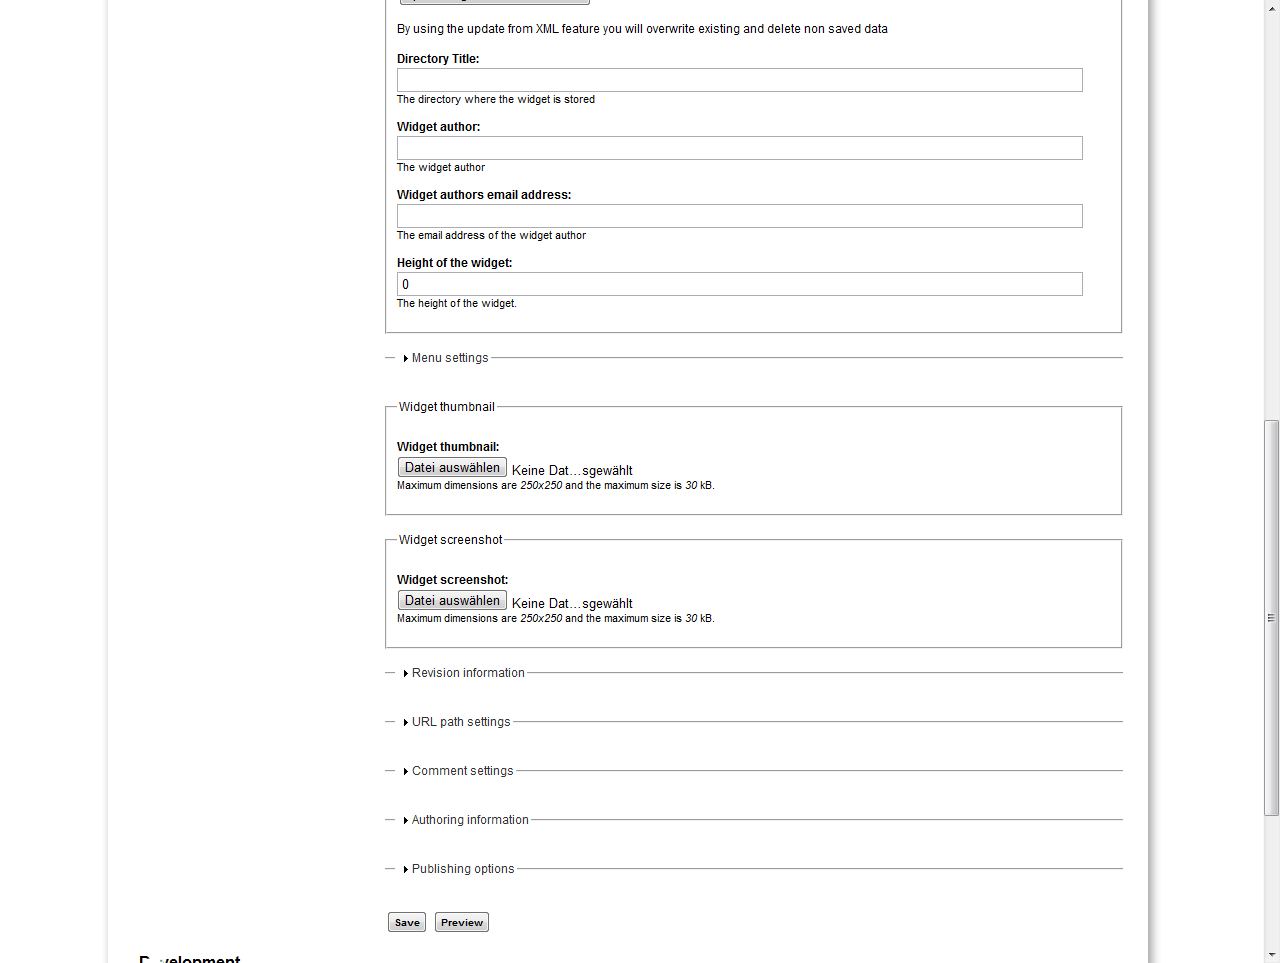 By using the update from XML feature you will overwrite existing and delete non saved data
Directory Title:
The directory where the widget is stored
Widget author:
The widget author
Widget authors email address:
The email address of the widget author
Height of the widget:
0
The height of the widget.
Menu settings
Widget thumbnail
Widget thumbnail:
Datei auswählen Keine Dat...sgewählt
Maximum dimensions are 250x250 and the maximum size is 30 kB.
Widget screenshot
Widget screenshot:
Datei auswählen Keine Dat...sgewählt
Maximum dimensions are 250x250 and the maximum size is 30 kB.
Revision information
URL path settings
Comment settings
Authoring information
Publishing options
Save Preview